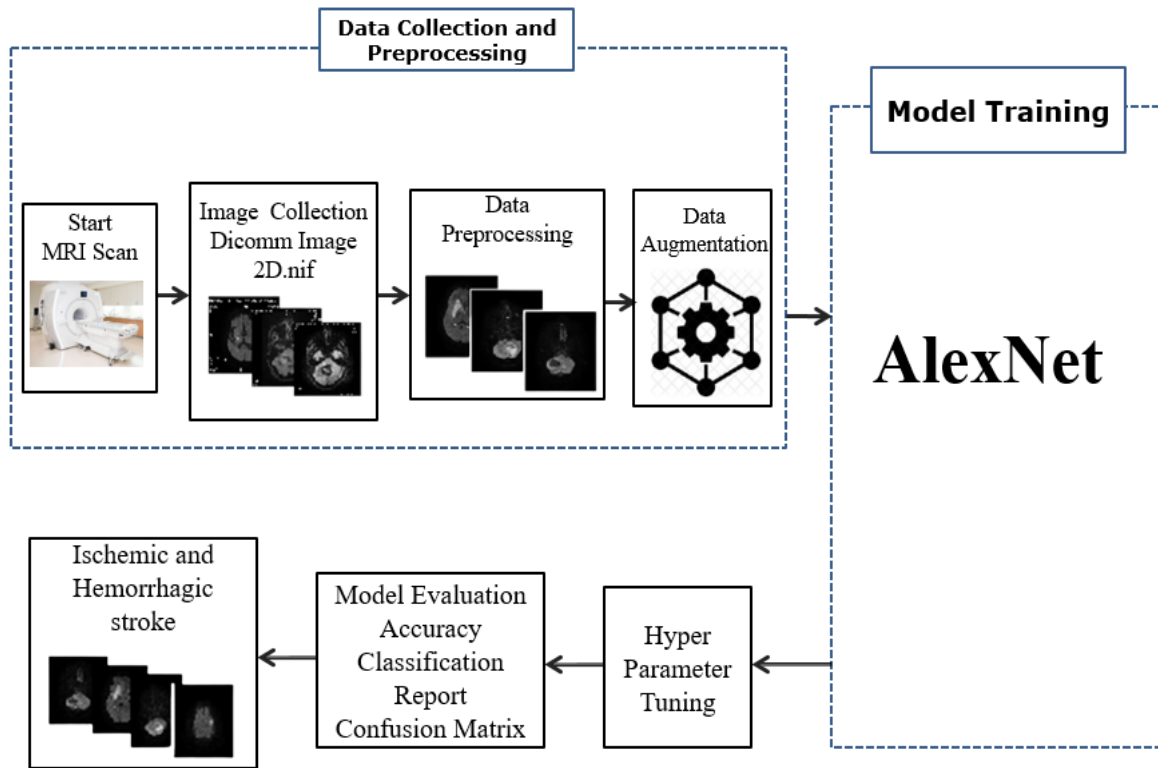 Data Collection and
Preprocessing
Model Training
Start
MRI Scan
Image Collection
Dicomm Image
2D.nif
Data
Preprocessing
Data
Augmentation
AlexNet
Ischemic and
Hemorrhagic
stroke
Model Evaluation
Accuracy
Classification
Report
Confusion Matrix
Hyper
Parameter
Tuning